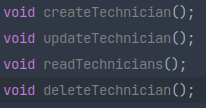 void createTechnician();
void updateTechnician();
void readTechnicians();
void deleteTechnician();